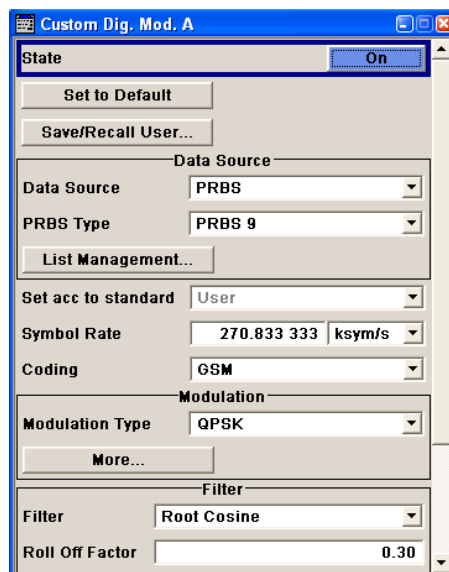 Custom Dig. Mod. A
State On
Set to Default
Save/Recall User...
Data Source
Data Source PRBS
PRBS Type PRBS 9
List Management...
Set acc to standard User
Symbol Rate 270.833 333 ksym/s
Coding GSM
Modulation
Modulation Type QPSK
More...
Filter
Filter Root Cosine
Roll Off Factor 0.30